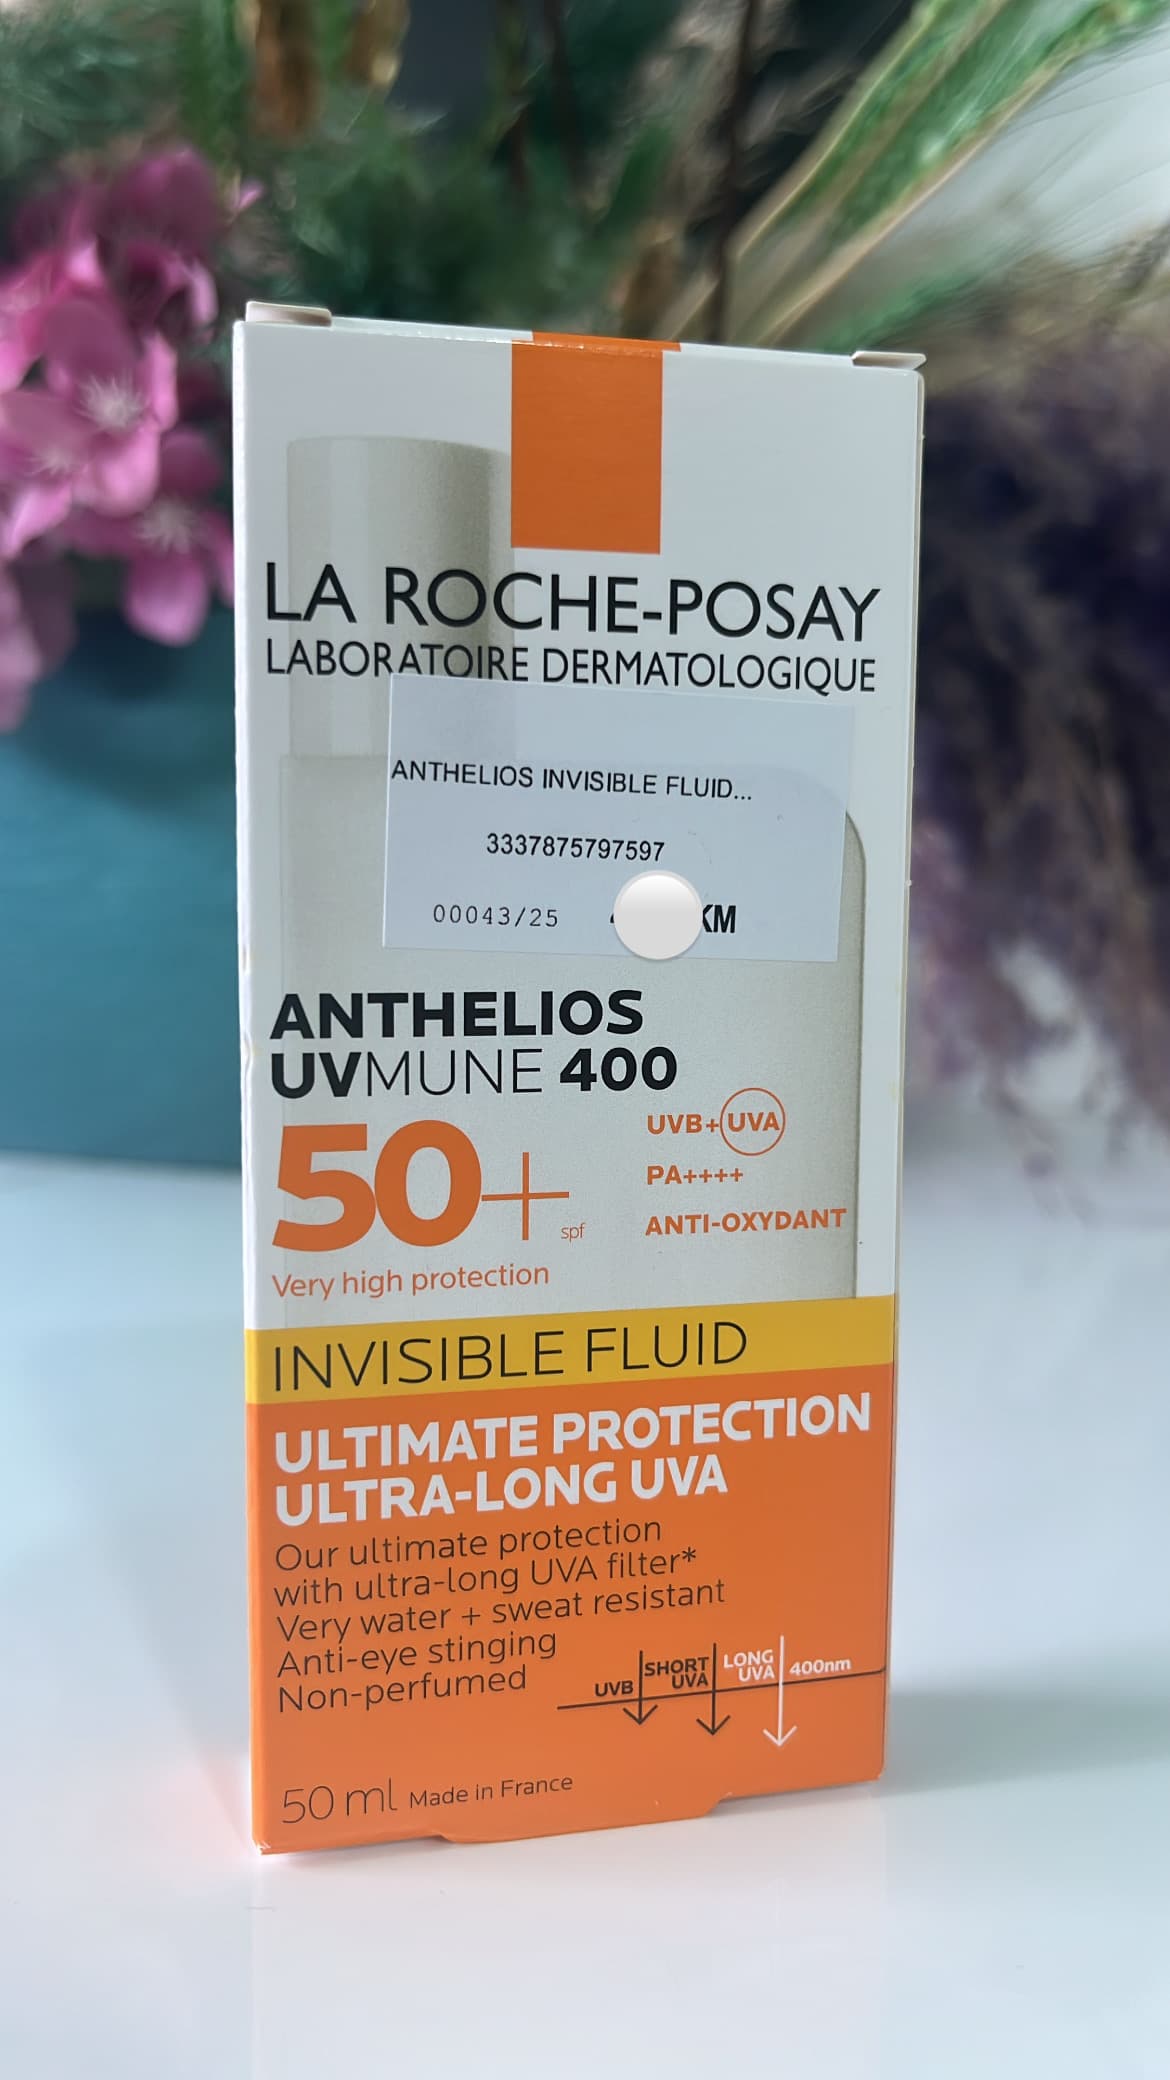 LA ROCHE-POSAY
LABORATOIRE DERMATOLOGIQUE
ANTHELIOS INVISIBLE FLUID...
3337875797597
00043/25 KM
ANTHELIOS
UVMUNE 400
50+ spf
UVB+UVA
PA++++
ANTI-OXYDANT
Very high protection
INVISIBLE FLUID
ULTIMATE PROTECTION
ULTRA-LONG UVA
Our ultimate protection
with ultra-long UVA filter*
Very water + sweat resistant
Anti-eye stinging
Non-perfumed
UVB
SHORT
UVA
LONG
UVA
400nm
50 ml Made in France